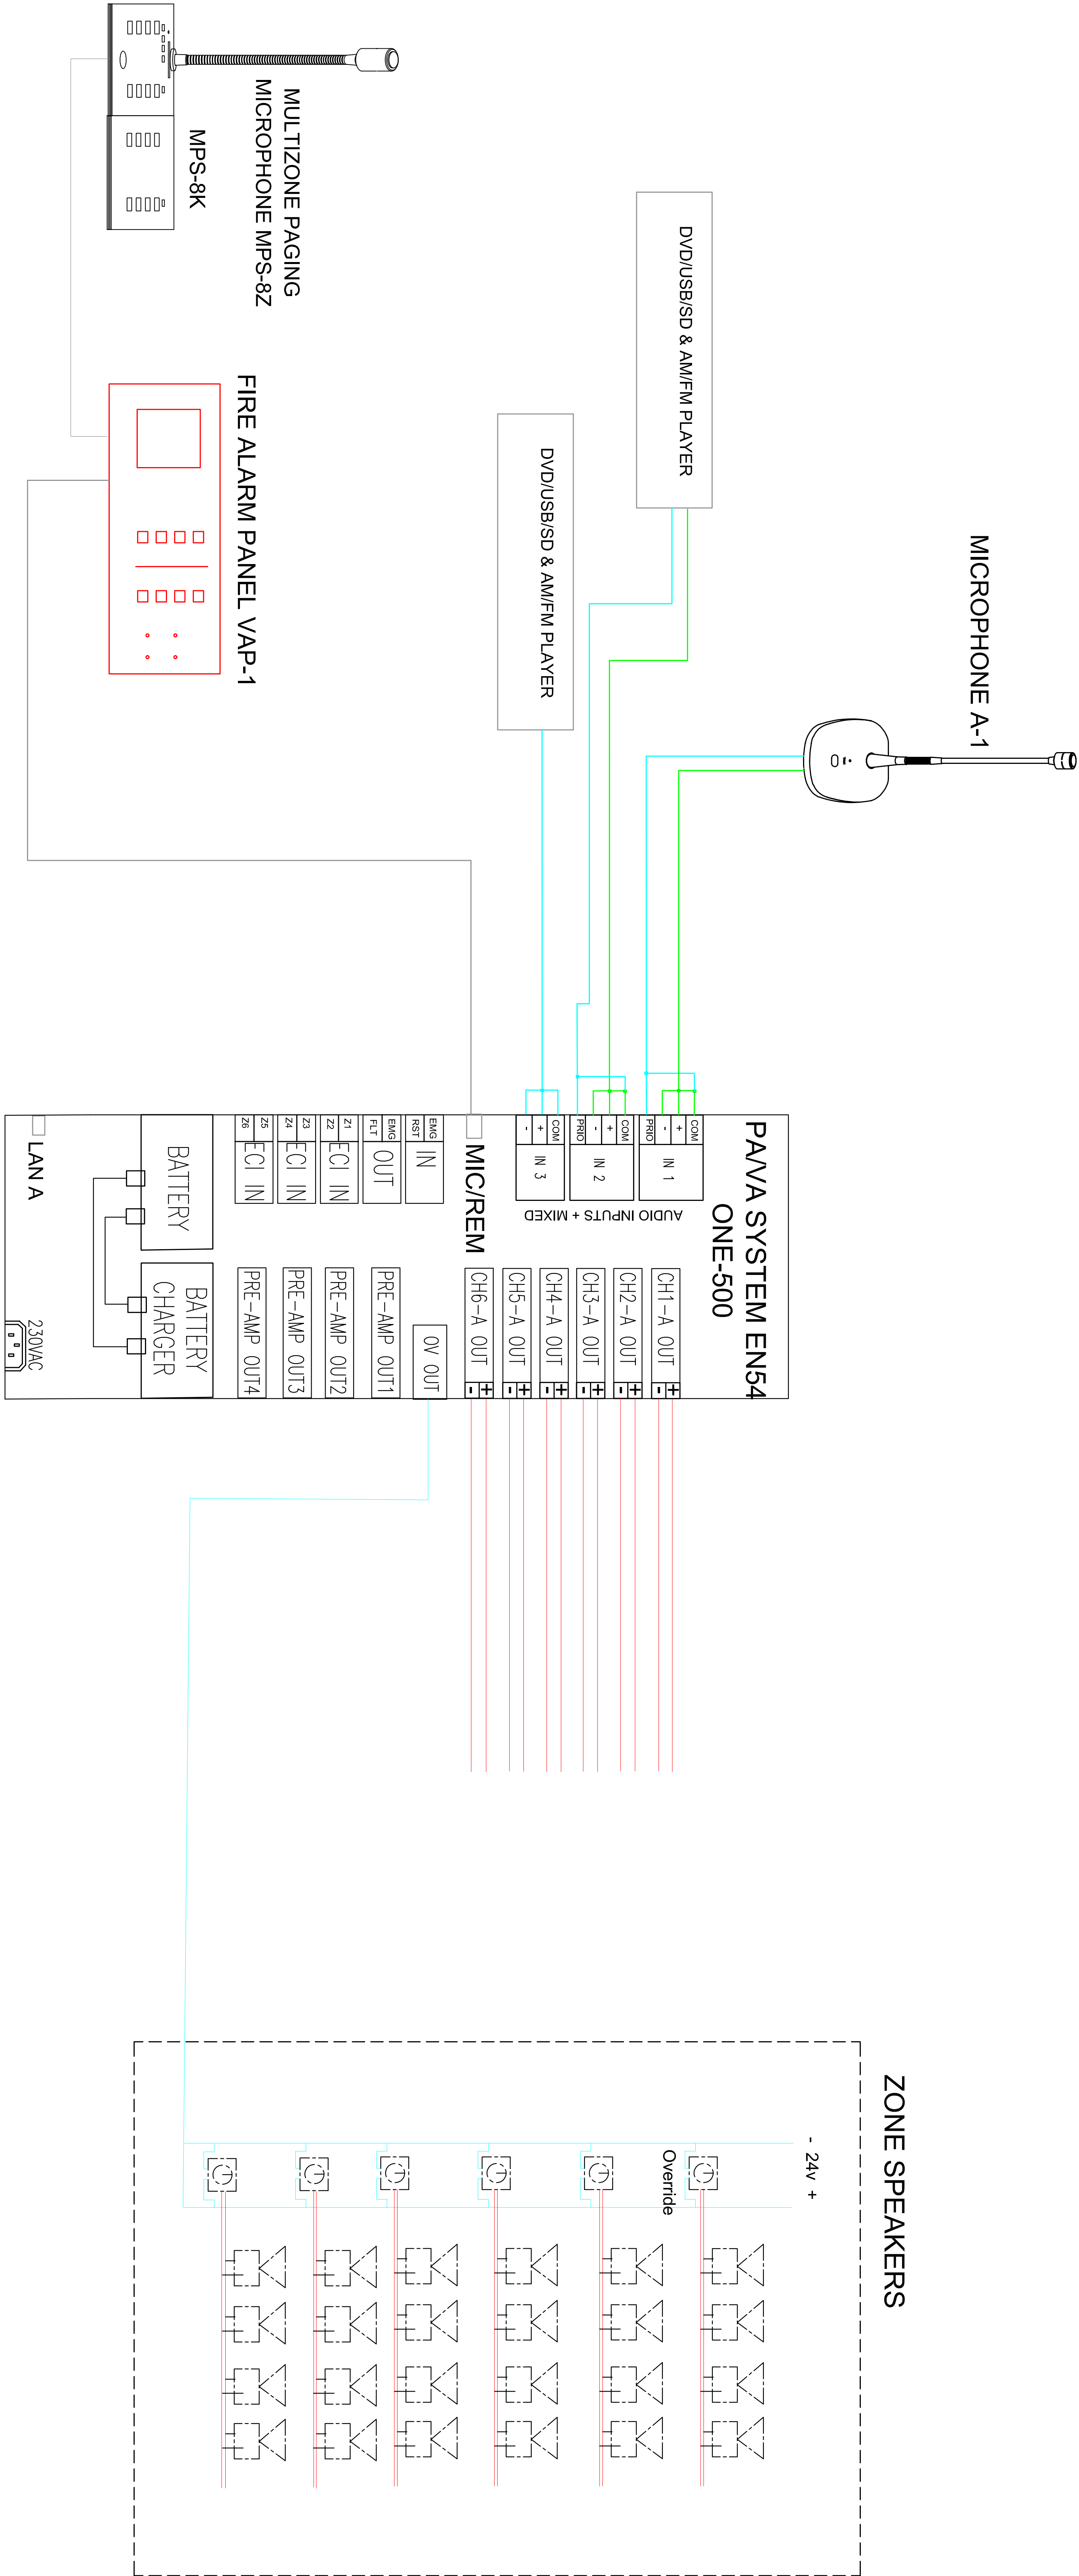 MICROPHONE A-1
DVD/USB/SD & AM/FM PLAYER
DVD/USB/SD & AM/FM PLAYER
MULTIZONE PAGING
MICROPHONE MPS-8Z
MPS-8K
FIRE ALARM PANEL VAP-1
PA/VA SYSTEM EN54
ONE-500
COM
+
-
PRIO
IN 1
COM
+
-
PRIO
IN 2
COM
+
-
IN 3
AUDIO INPUTS + MIXED
MIC/REM
EMG
RST
IN
EMG
FLT
OUT
Z1
Z2
ECI IN
Z3
Z4
ECI IN
Z5
Z6
ECI IN
BATTERY
LAN A
CH1-A OUT
+
-
CH2-A OUT
+
-
CH3-A OUT
+
-
CH4-A OUT
+
-
CH5-A OUT
+
-
CH6-A OUT
+
-
0V OUT
PRE-AMP OUT1
PRE-AMP OUT2
PRE-AMP OUT3
PRE-AMP OUT4
BATTERY
CHARGER
230VAC
ZONE SPEAKERS
- 24v +
Override